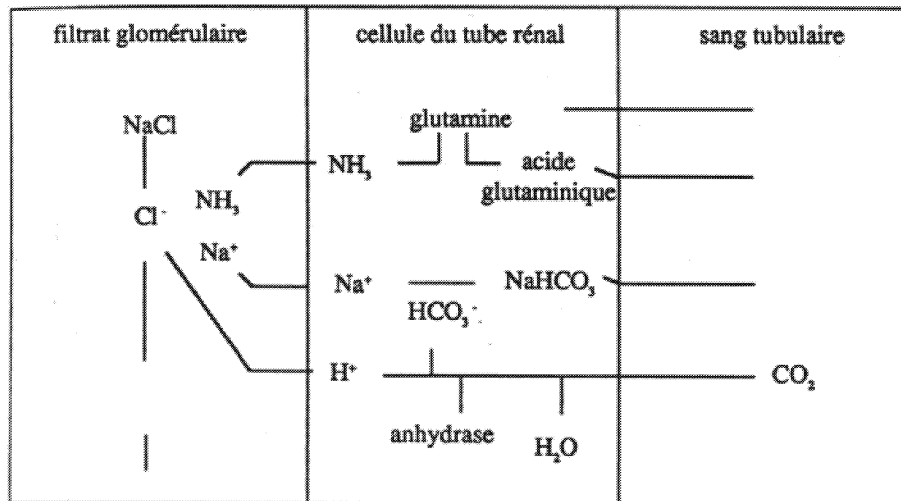 filtrat glomérulaire
cellule du tube rénal
sang tubulaire
NaCl
glutamine
NH₃
NH₃
acide
glutaminique
Cl⁻
Na⁺
Na⁺
NaHCO₃
HCO₃⁻
H⁺
CO₂
anhydrase
H₂O